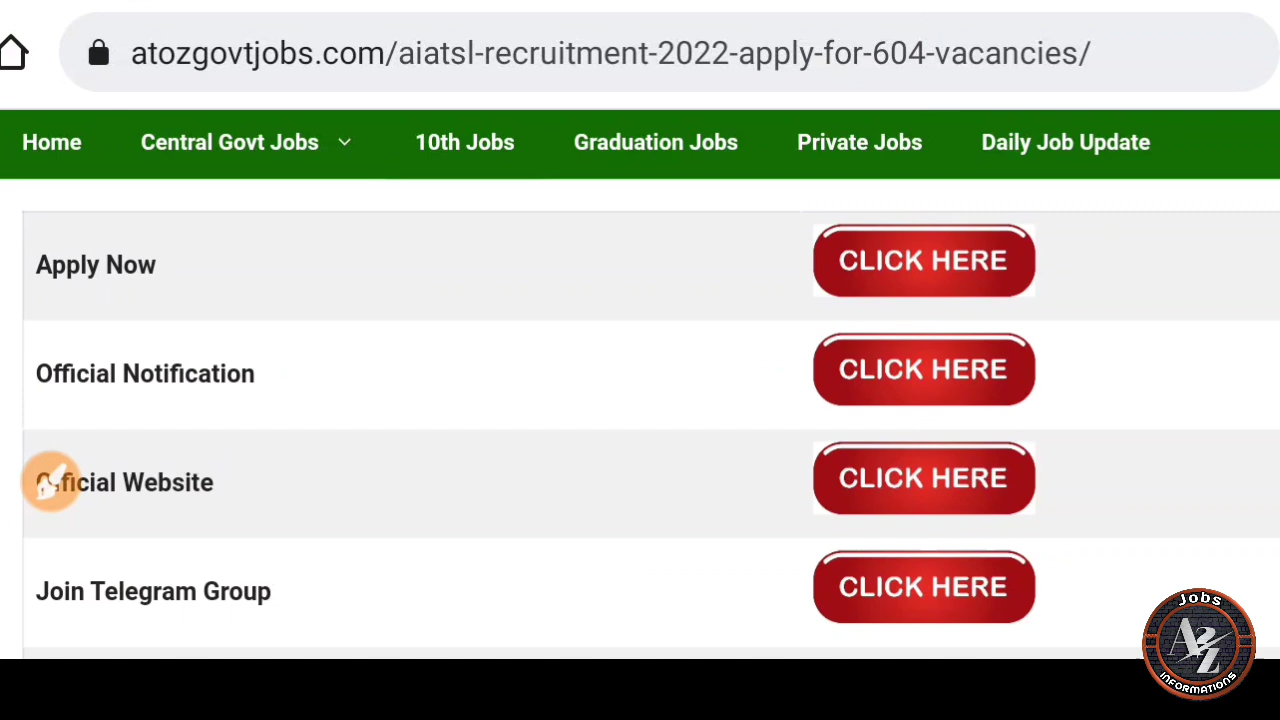 atozgovtjobs.com/aiatsl-recruitment-2022-apply-for-604-vacancies/
Home Central Govt Jobs 10th Jobs Graduation Jobs Private Jobs Daily Job Update
Apply Now CLICK HERE
Official Notification CLICK HERE
Official Website CLICK HERE
Join Telegram Group CLICK HERE
Jobs
A2Z
INFORMATIONS